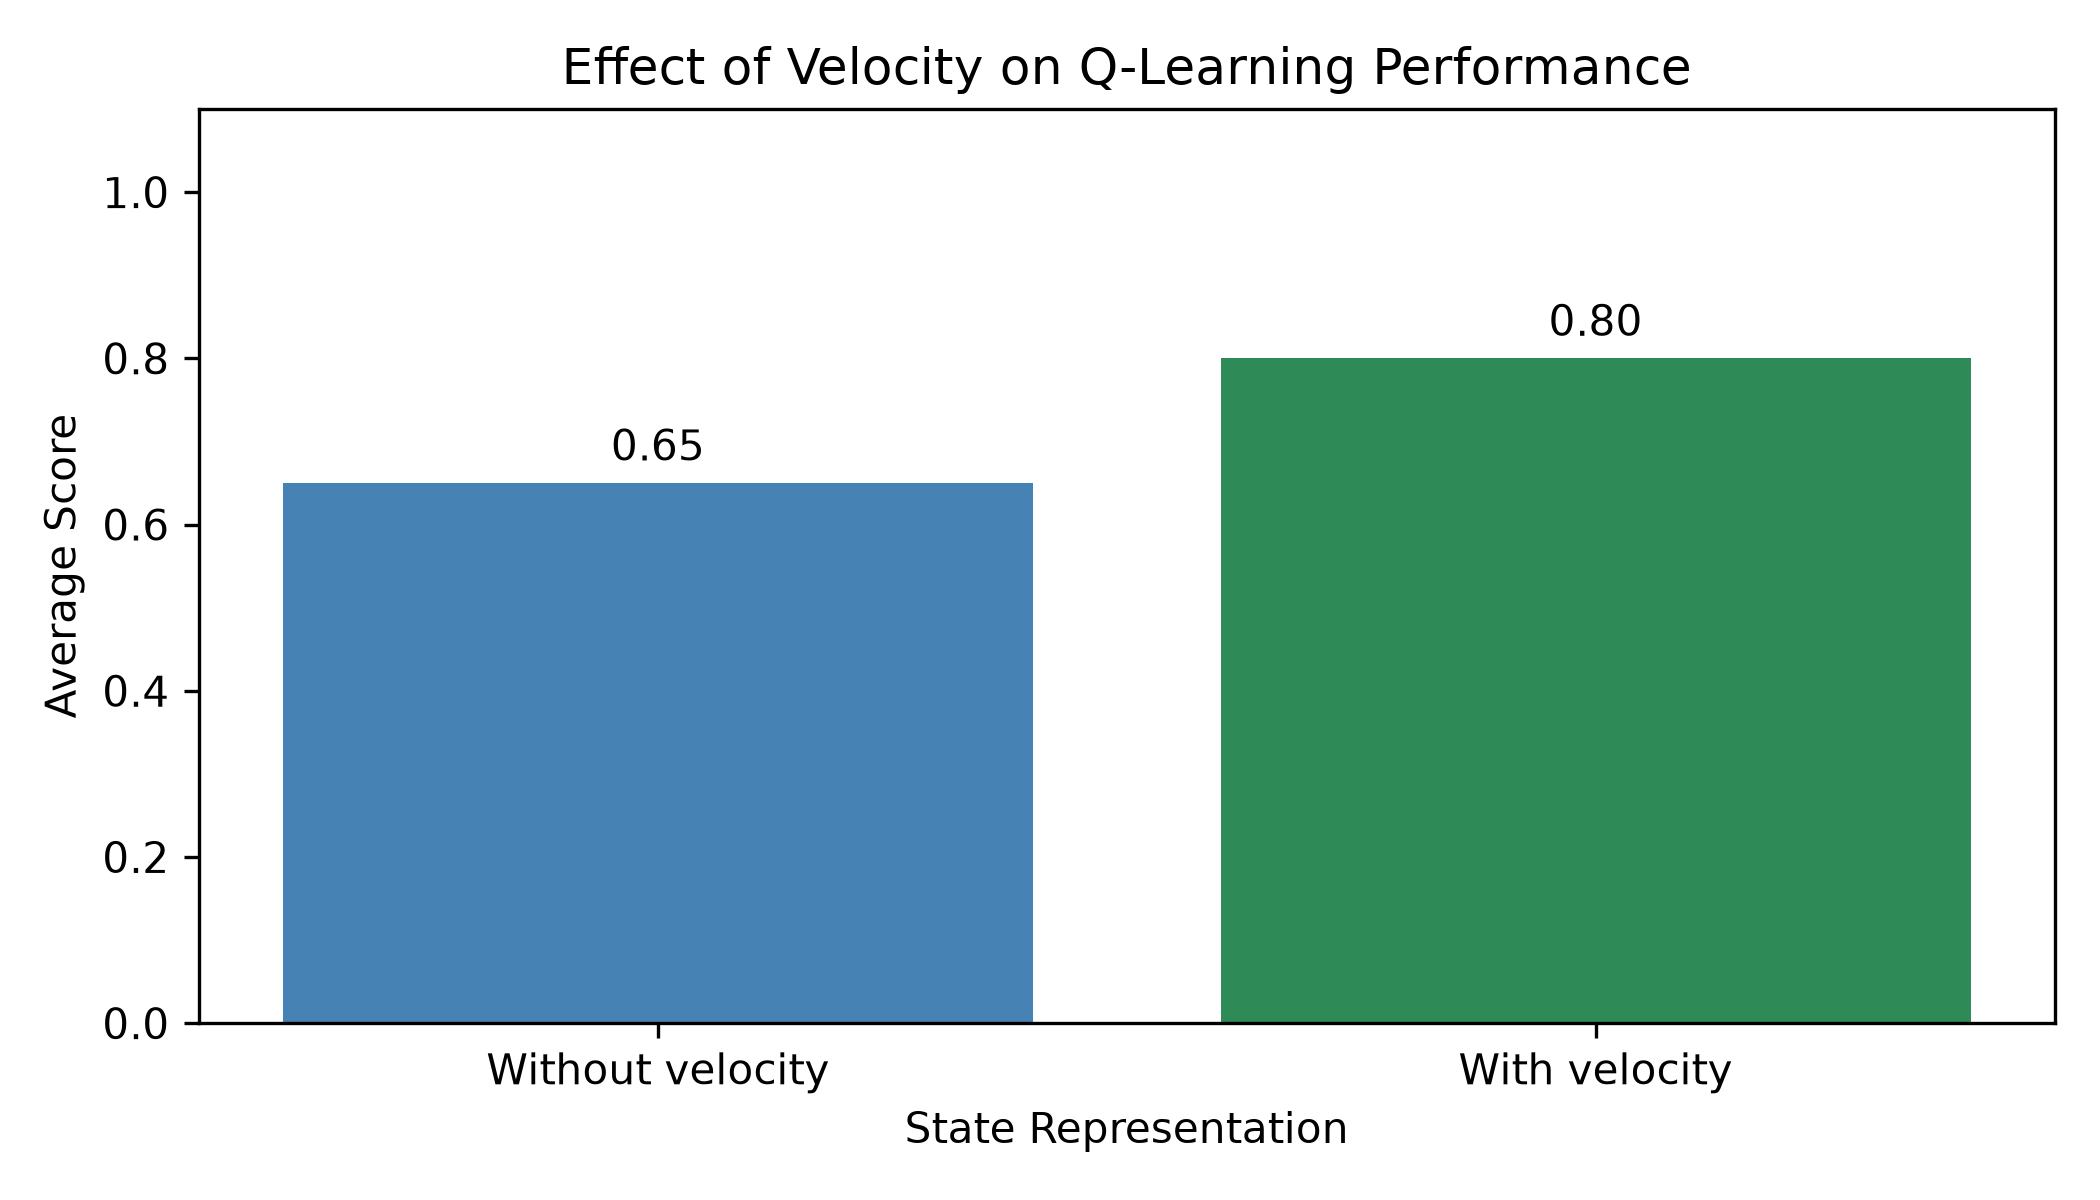 Effect of Velocity on Q-Learning Performance
1.0
0.8
0.6
0.4
0.2
0.0
Average Score
0.65
0.80
Without velocity
With velocity
State Representation